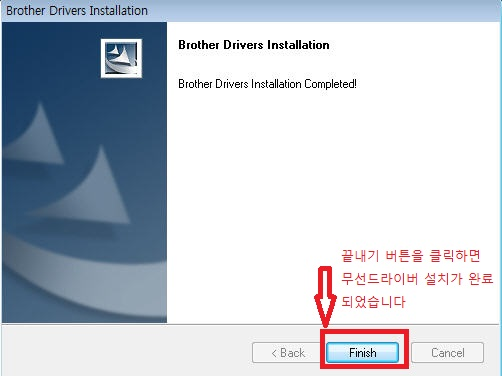 Brother Drivers Installation
Brother Drivers Installation
Brother Drivers Installation Completed!
끝내기 버튼을 클릭하면
무선드라이버 설치가 완료
되었습니다
< Back
Finish
Cancel